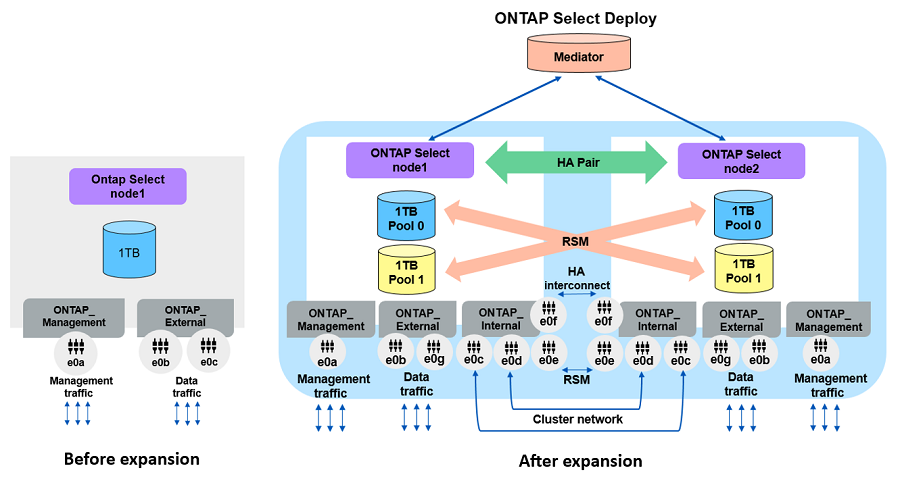 ONTAP Select Deploy
Mediator
Ontap Select
node1
1TB
ONTAP_
Management
ONTAP_
External
e0a
e0b
e0c
Management
traffic
Data
traffic
Before expansion
ONTAP Select
node1
HA Pair
ONTAP Select
node2
1TB
Pool 0
1TB
Pool 0
RSM
1TB
Pool 1
1TB
Pool 1
HA
interconnect
ONTAP_
Management
ONTAP_
External
ONTAP_
Internal
e0f
e0f
ONTAP_
Internal
ONTAP_
External
ONTAP_
Management
e0a
e0b
e0g
e0c
e0d
e0e
e0e
e0d
e0c
e0g
e0b
e0a
Management
traffic
Data
traffic
RSM
Data
traffic
Management
traffic
Cluster network
After expansion